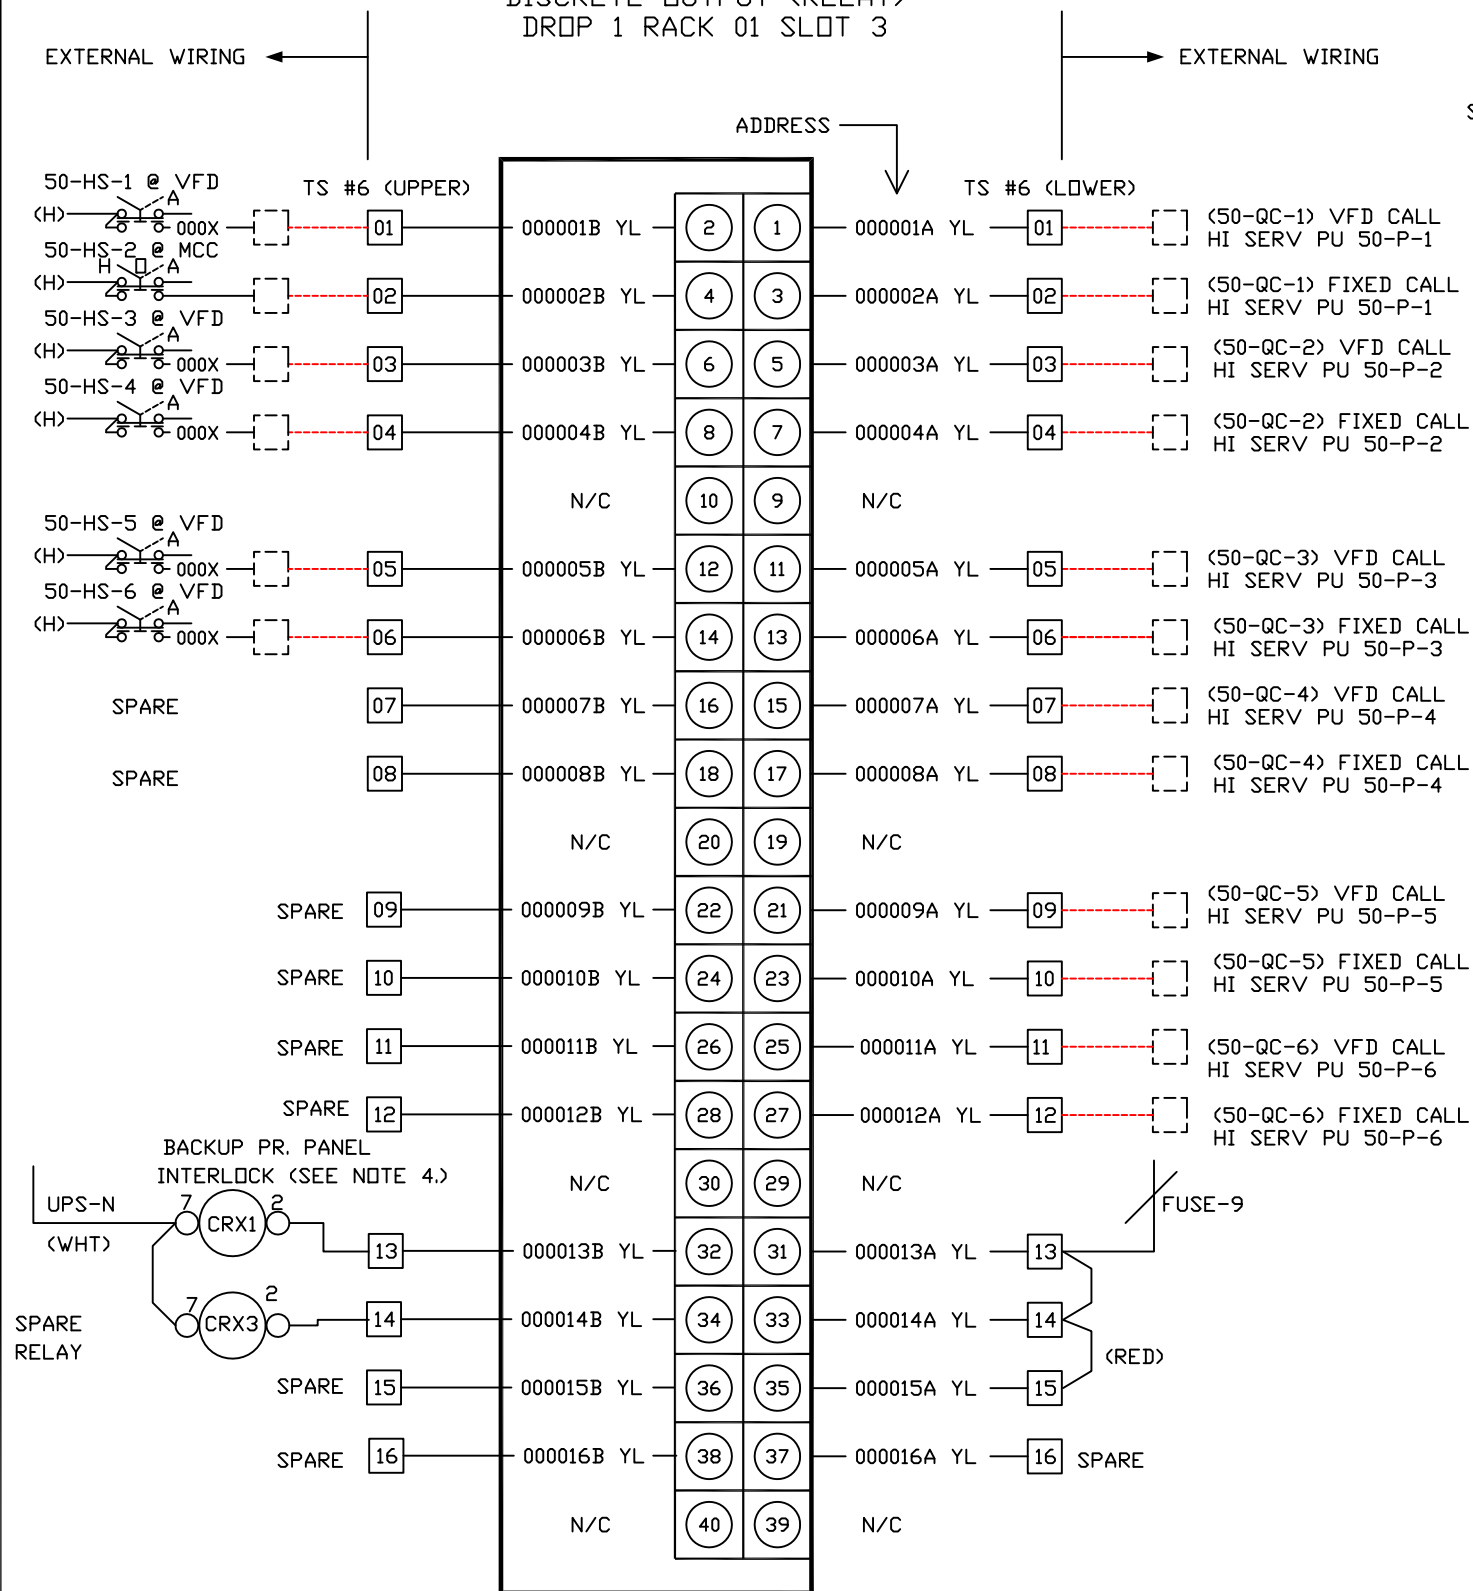 DISCRETE OUTPUT (RELAY)
DROP 1 RACK 01 SLOT 3
EXTERNAL WIRING
EXTERNAL WIRING
ADDRESS
TS #6 (UPPER)
TS #6 (LOWER)
50-HS-1 @ VFD
A
(H) 000X 01 000001B YL 2 1 000001A YL 01
(50-QC-1) VFD CALL
HI SERV PU 50-P-1
50-HS-2 @ MCC
H O A
(H) 02 000002B YL 4 3 000002A YL 02
(50-QC-1) FIXED CALL
HI SERV PU 50-P-1
50-HS-3 @ VFD
A
(H) 000X 03 000003B YL 6 5 000003A YL 03
(50-QC-2) VFD CALL
HI SERV PU 50-P-2
50-HS-4 @ VFD
A
(H) 000X 04 000004B YL 8 7 000004A YL 04
(50-QC-2) FIXED CALL
HI SERV PU 50-P-2
N/C 10 9 N/C
50-HS-5 @ VFD
A
(H) 000X 05 000005B YL 12 11 000005A YL 05
(50-QC-3) VFD CALL
HI SERV PU 50-P-3
50-HS-6 @ VFD
A
(H) 000X 06 000006B YL 14 13 000006A YL 06
(50-QC-3) FIXED CALL
HI SERV PU 50-P-3
SPARE 07 000007B YL 16 15 000007A YL 07
(50-QC-4) VFD CALL
HI SERV PU 50-P-4
SPARE 08 000008B YL 18 17 000008A YL 08
(50-QC-4) FIXED CALL
HI SERV PU 50-P-4
N/C 20 19 N/C
SPARE 09 000009B YL 22 21 000009A YL 09
(50-QC-5) VFD CALL
HI SERV PU 50-P-5
SPARE 10 000010B YL 24 23 000010A YL 10
(50-QC-5) FIXED CALL
HI SERV PU 50-P-5
SPARE 11 000011B YL 26 25 000011A YL 11
(50-QC-6) VFD CALL
HI SERV PU 50-P-6
SPARE 12 000012B YL 28 27 000012A YL 12
(50-QC-6) FIXED CALL
HI SERV PU 50-P-6
BACKUP PR. PANEL
INTERLOCK (SEE NOTE 4.)
N/C 30 29 N/C
UPS-N
(WHT)
FUSE-9
7 CRX1 2 13 000013B YL 32 31 000013A YL 13
SPARE
RELAY
7 CRX3 2 14 000014B YL 34 33 000014A YL 14
(RED)
SPARE 15 000015B YL 36 35 000015A YL 15
SPARE 16 000016B YL 38 37 000016A YL 16 SPARE
N/C 40 39 N/C